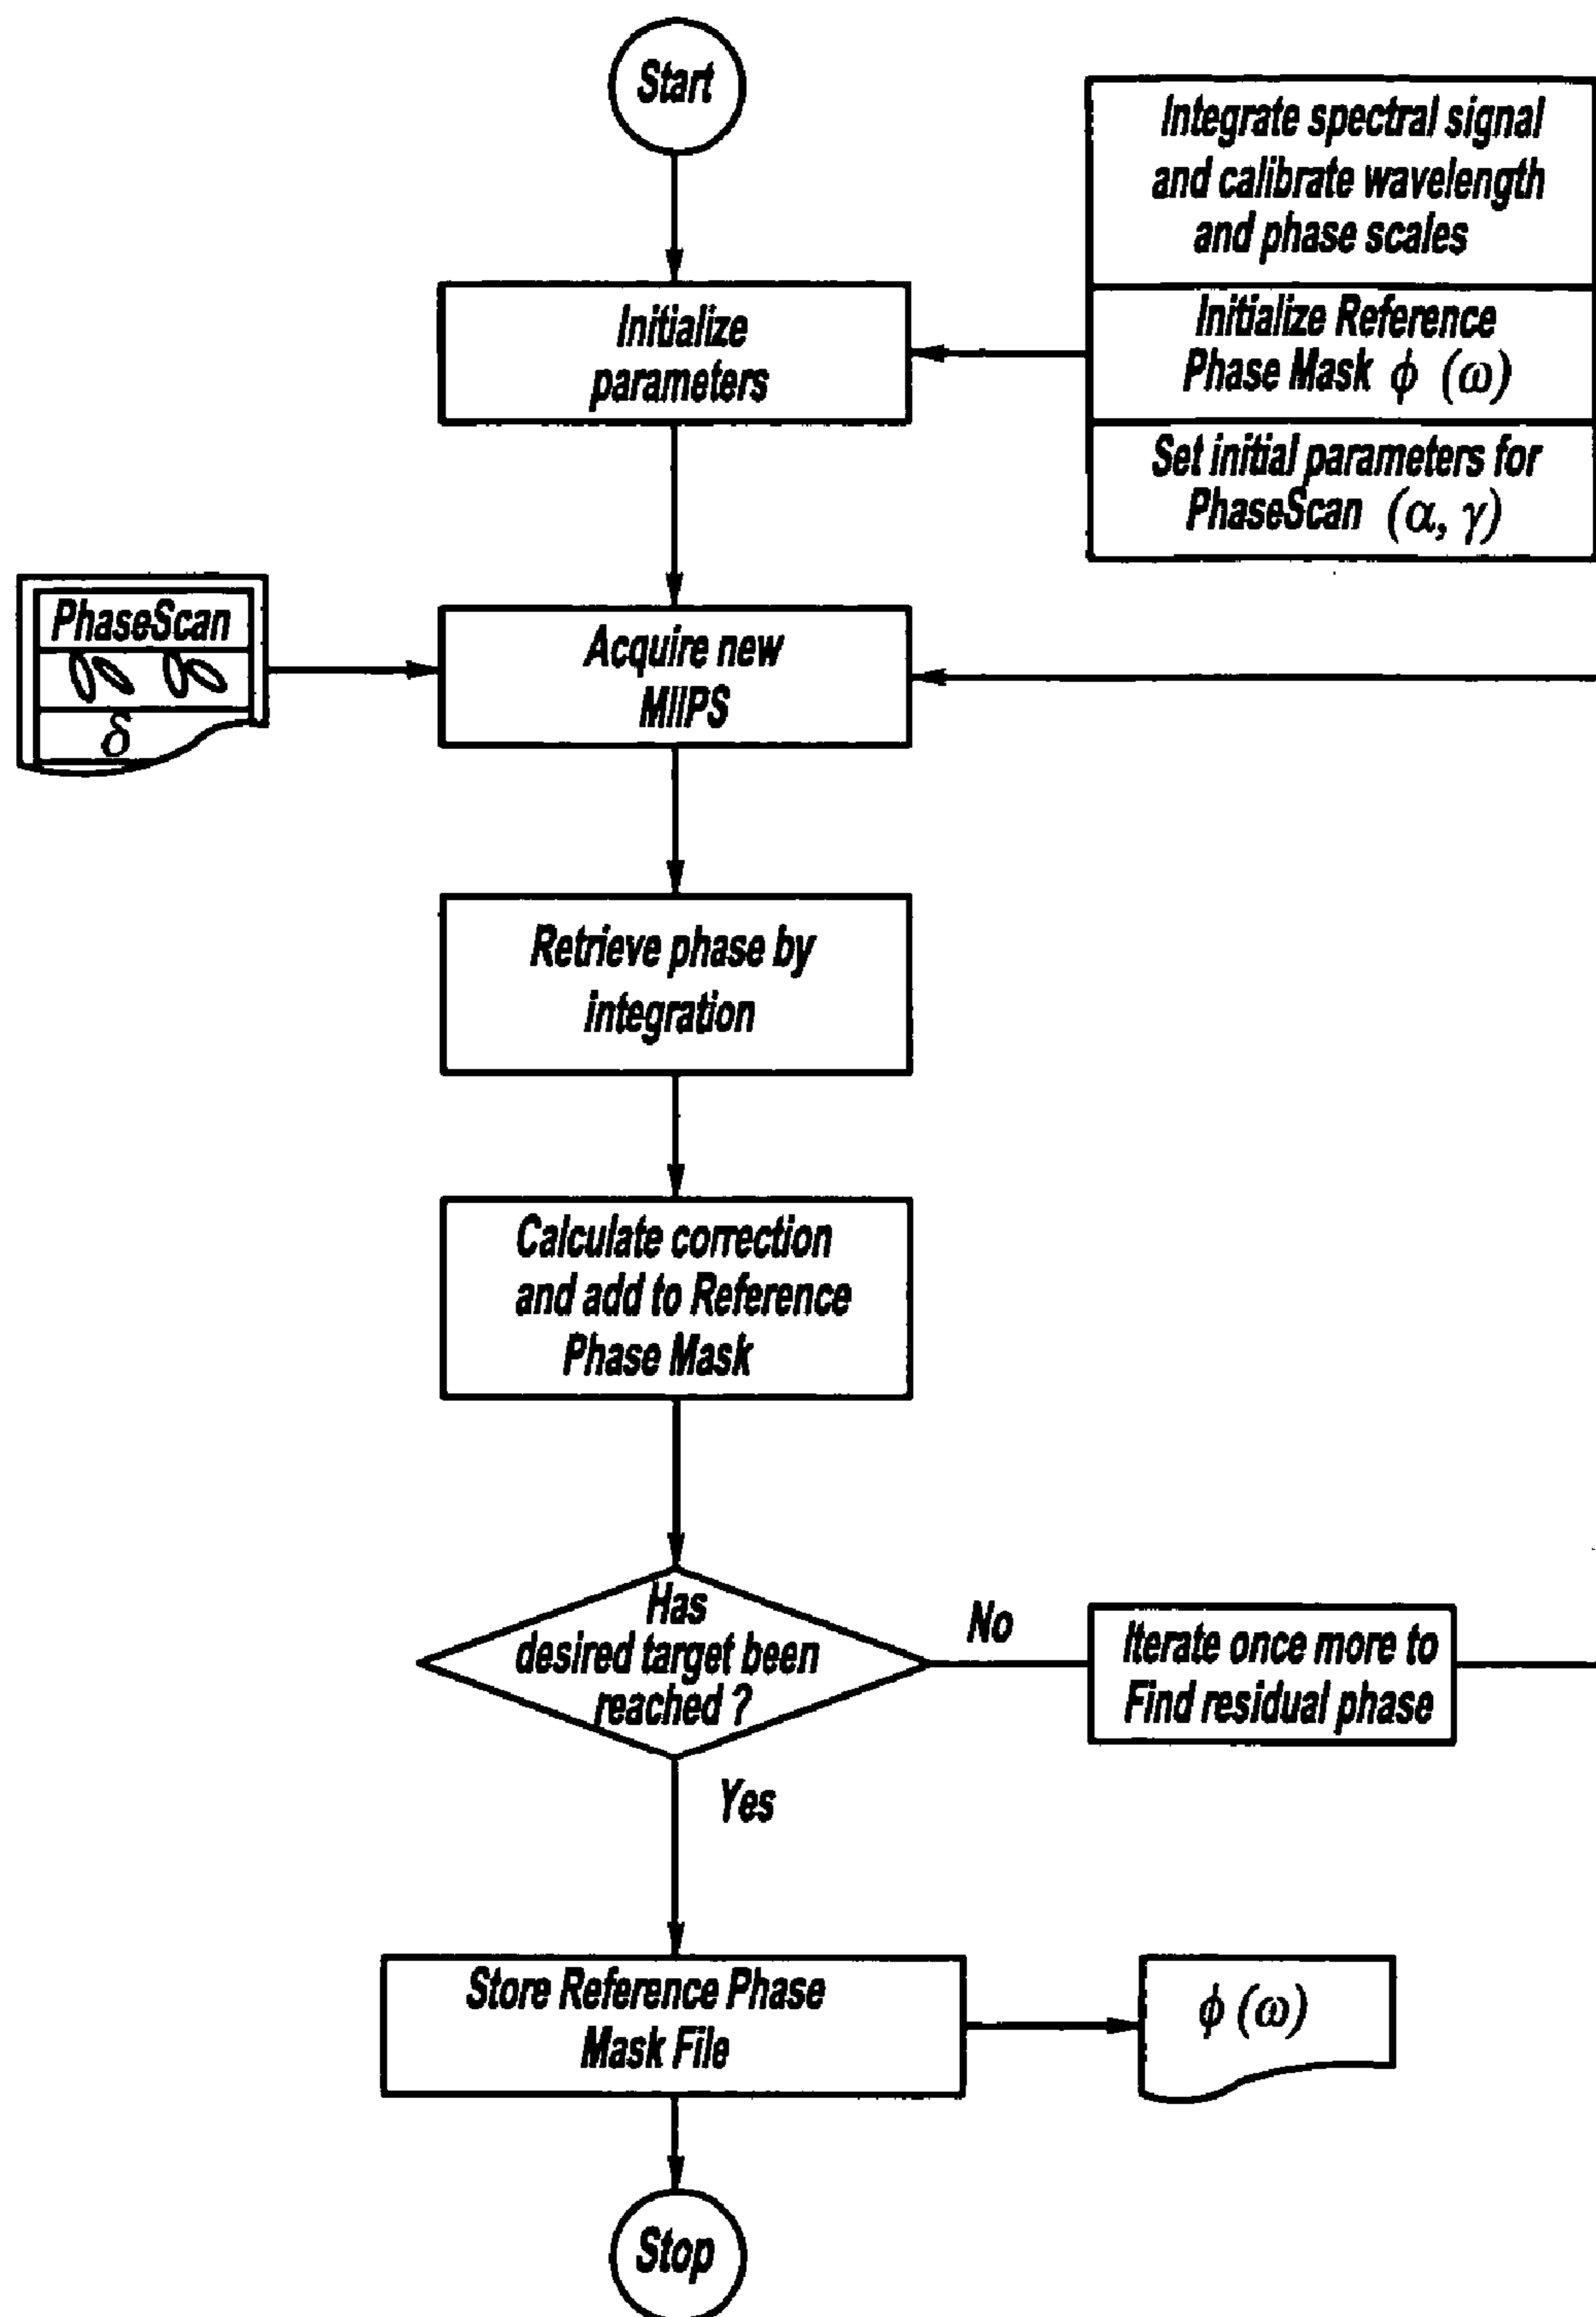 Start
Integrate spectral signal
and calibrate wavelength
and phase scales
Initialize
parameters
Initialize Reference
Phase Mask ϕ (ω)
Set initial parameters for
PhaseScan (α, γ)
PhaseScan
δ
Acquire new
MIIPS
Retrieve phase by
integration
Calculate correction
and add to Reference
Phase Mask
Has
desired target been
reached ?
No
Iterate once more to
Find residual phase
Yes
Store Reference Phase
Mask File
ϕ (ω)
Stop